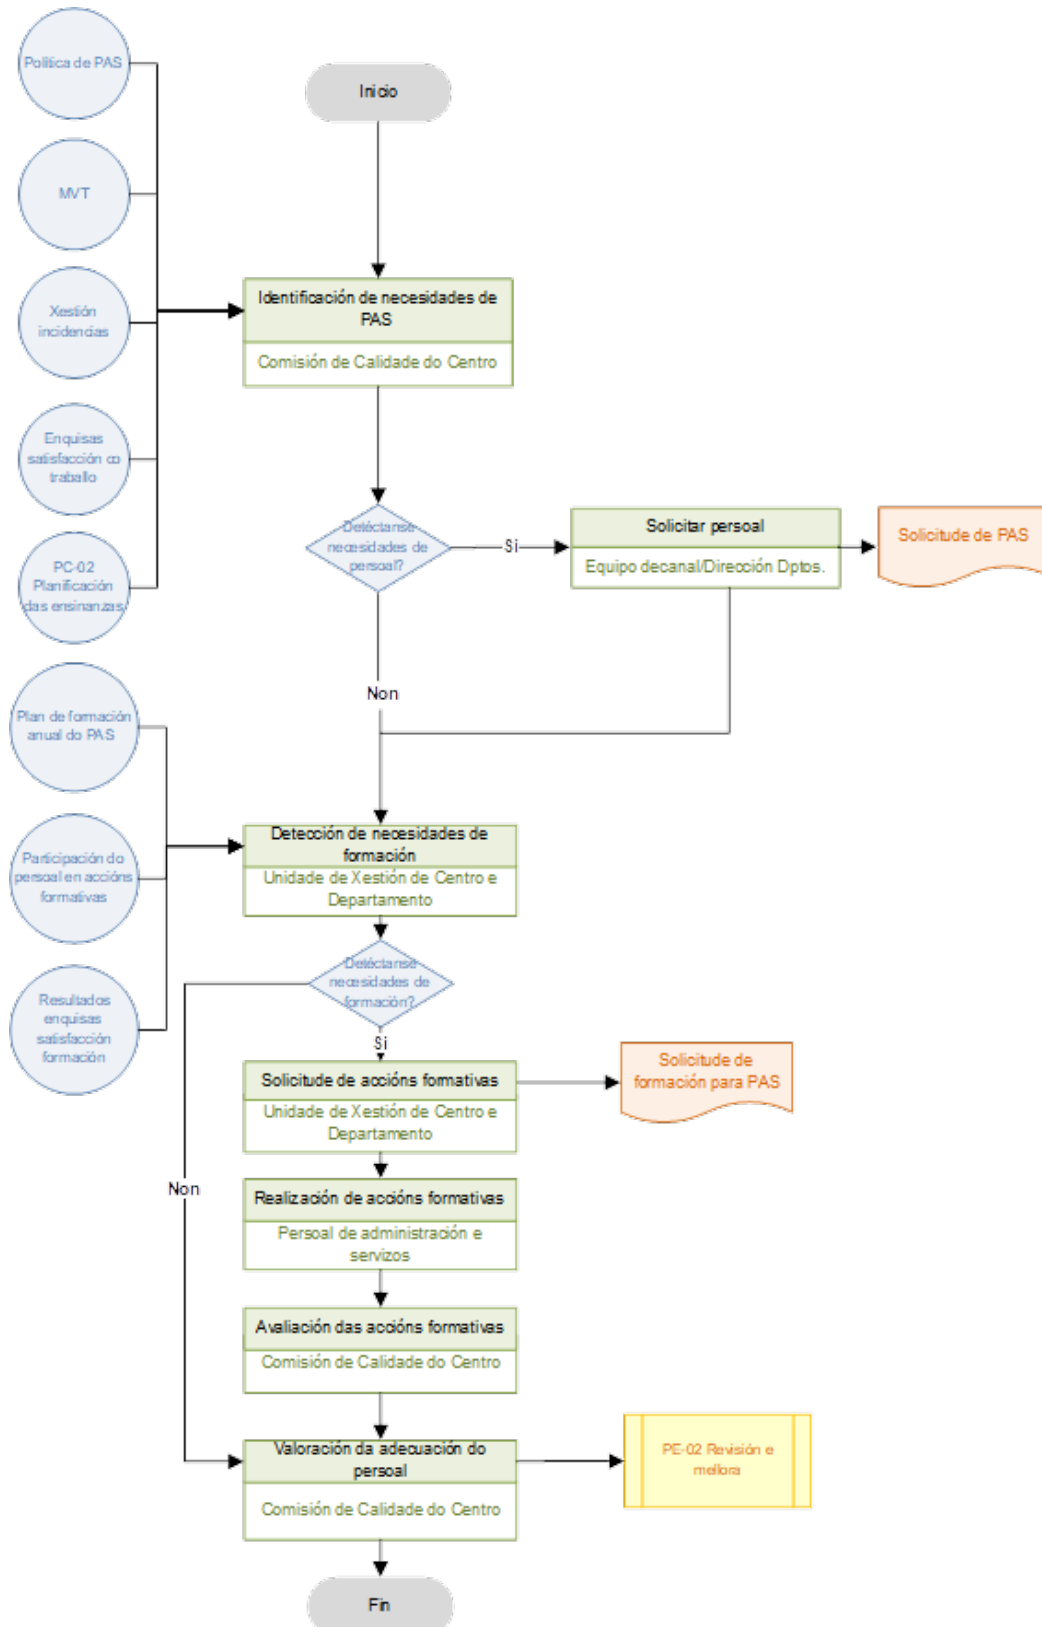 Política de PAS
Inicio
MVT
Xestión
incidencias
Identificación de necesidades de
PAS
Comisión de Calidade do Centro
Enquisas
satisfacción co
traballo
Detéctanse
necesidades de
persoal?
Si
Solicitar persoal
Equipo decanal/Dirección Dptos.
Solicitude de PAS
PC-02
Planificación
das ensinanzas
Non
Plan de formación
anual do PAS
Participación do
persoal en accións
formativas
Detección de necesidades de
formación
Unidade de Xestión de Centro e
Departamento
Resultados
enquisas
satisfacción
formación
Detéctanse
necesidades de
formación?
Si
Solicitude de accións formativas
Unidade de Xestión de Centro e
Departamento
Solicitude de
formación para PAS
Non
Realización de accións formativas
Persoal de administración e
servizos
Avaliación das accións formativas
Comisión de Calidade do Centro
Valoración da adecuación do
persoal
Comisión de Calidade do Centro
PE-02 Revisión e
mellora
Fin